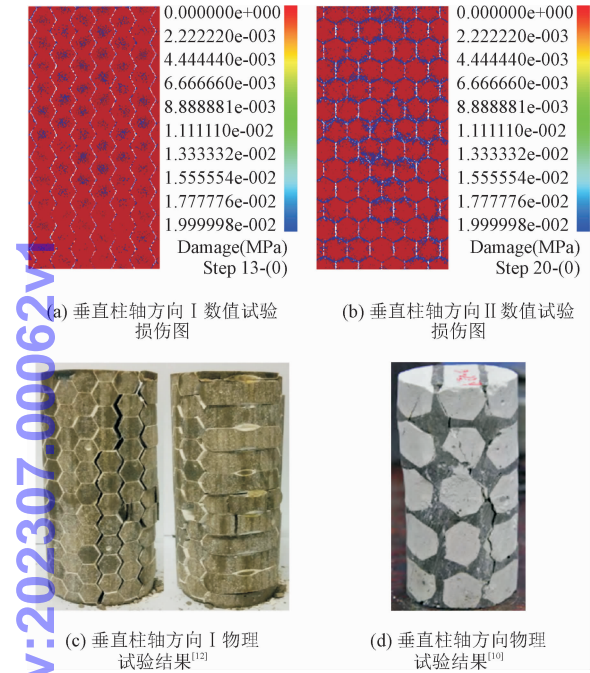 0.000000e+000
2.222220e-003
4.444440e-003
6.666660e-003
8.888881e-003
1.111110e-002
1.333332e-002
1.555554e-002
1.777776e-002
1.999998e-002
Damage(MPa)
Step 13-(0)
0.000000e+000
2.222220e-003
4.444440e-003
6.666660e-003
8.888881e-003
1.111110e-002
1.333332e-002
1.555554e-002
1.777776e-002
1.999998e-002
Damage(MPa)
Step 20-(0)
(a) 垂直柱轴方向Ⅰ数值试验
损伤图
(b) 垂直柱轴方向Ⅱ数值试验
损伤图
(c) 垂直柱轴方向Ⅰ物理
试验结果[12]
(d) 垂直柱轴方向物理
试验结果[10]
v:202307.00062v1